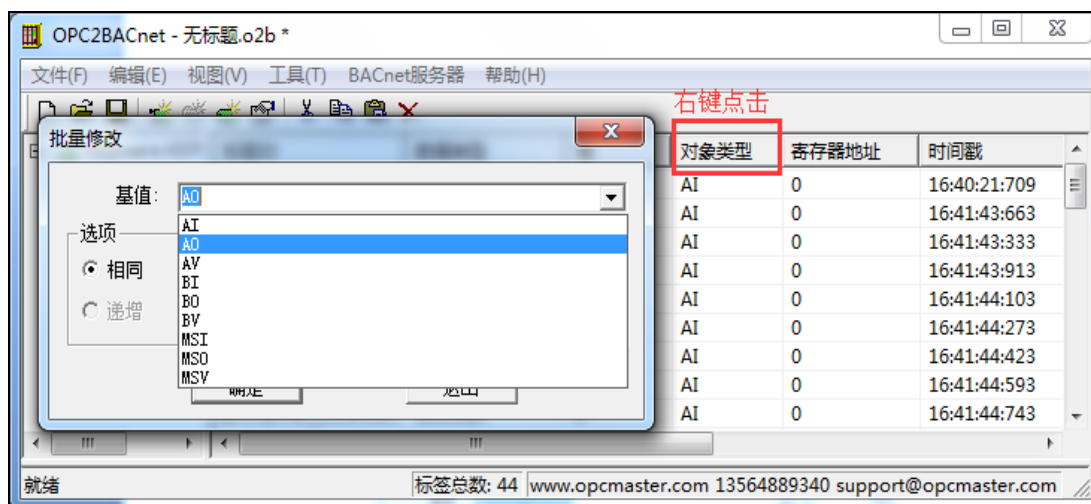 OPC2BACnet - 无标题.o2b *
文件(F) 编辑(E) 视图(V) 工具(T) BACnet服务器 帮助(H)
右键点击
批量修改
对象类型 寄存器地址 时间戳
基值: AO
AI 0 16:40:21:709
AI 0 16:41:43:663
AI 0 16:41:43:333
AI 0 16:41:43:913
AI 0 16:41:44:103
AI 0 16:41:44:273
AI 0 16:41:44:423
AI 0 16:41:44:593
AI 0 16:41:44:743
选项
相同
递增
AI
AO
AV
BI
BO
BV
MSI
MSO
MSV
确定 退出
就绪 标签总数: 44 www.opcmaster.com 13564889340 support@opcmaster.com